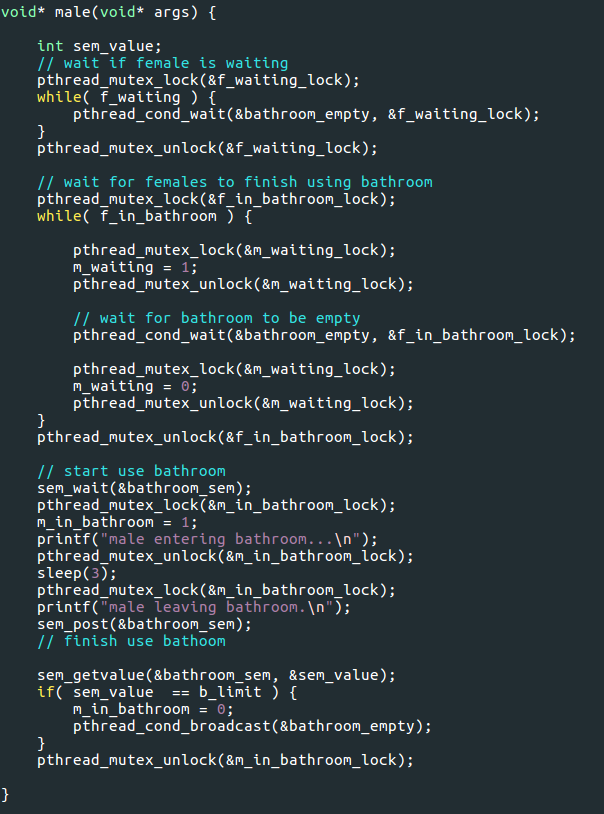 void* male(void* args) {

    int sem_value;
    // wait if female is waiting
    pthread_mutex_lock(&f_waiting_lock);
    while( f_waiting ) {
        pthread_cond_wait(&bathroom_empty, &f_waiting_lock);
    }
    pthread_mutex_unlock(&f_waiting_lock);

    // wait for females to finish using bathroom
    pthread_mutex_lock(&f_in_bathroom_lock);
    while( f_in_bathroom ) {

        pthread_mutex_lock(&m_waiting_lock);
        m_waiting = 1;
        pthread_mutex_unlock(&m_waiting_lock);

        // wait for bathroom to be empty
        pthread_cond_wait(&bathroom_empty, &f_in_bathroom_lock);

        pthread_mutex_lock(&m_waiting_lock);
        m_waiting = 0;
        pthread_mutex_unlock(&m_waiting_lock);
    }
    pthread_mutex_unlock(&f_in_bathroom_lock);

    // start use bathroom
    sem_wait(&bathroom_sem);
    pthread_mutex_lock(&m_in_bathroom_lock);
    m_in_bathroom = 1;
    printf("male entering bathroom...\n");
    pthread_mutex_unlock(&m_in_bathroom_lock);
    sleep(3);
    pthread_mutex_lock(&m_in_bathroom_lock);
    printf("male leaving bathroom.\n");
    sem_post(&bathroom_sem);
    // finish use bathoom

    sem_getvalue(&bathroom_sem, &sem_value);
    if( sem_value  == b_limit ) {
        m_in_bathroom = 0;
        pthread_cond_broadcast(&bathroom_empty);
    }
    pthread_mutex_unlock(&m_in_bathroom_lock);

}